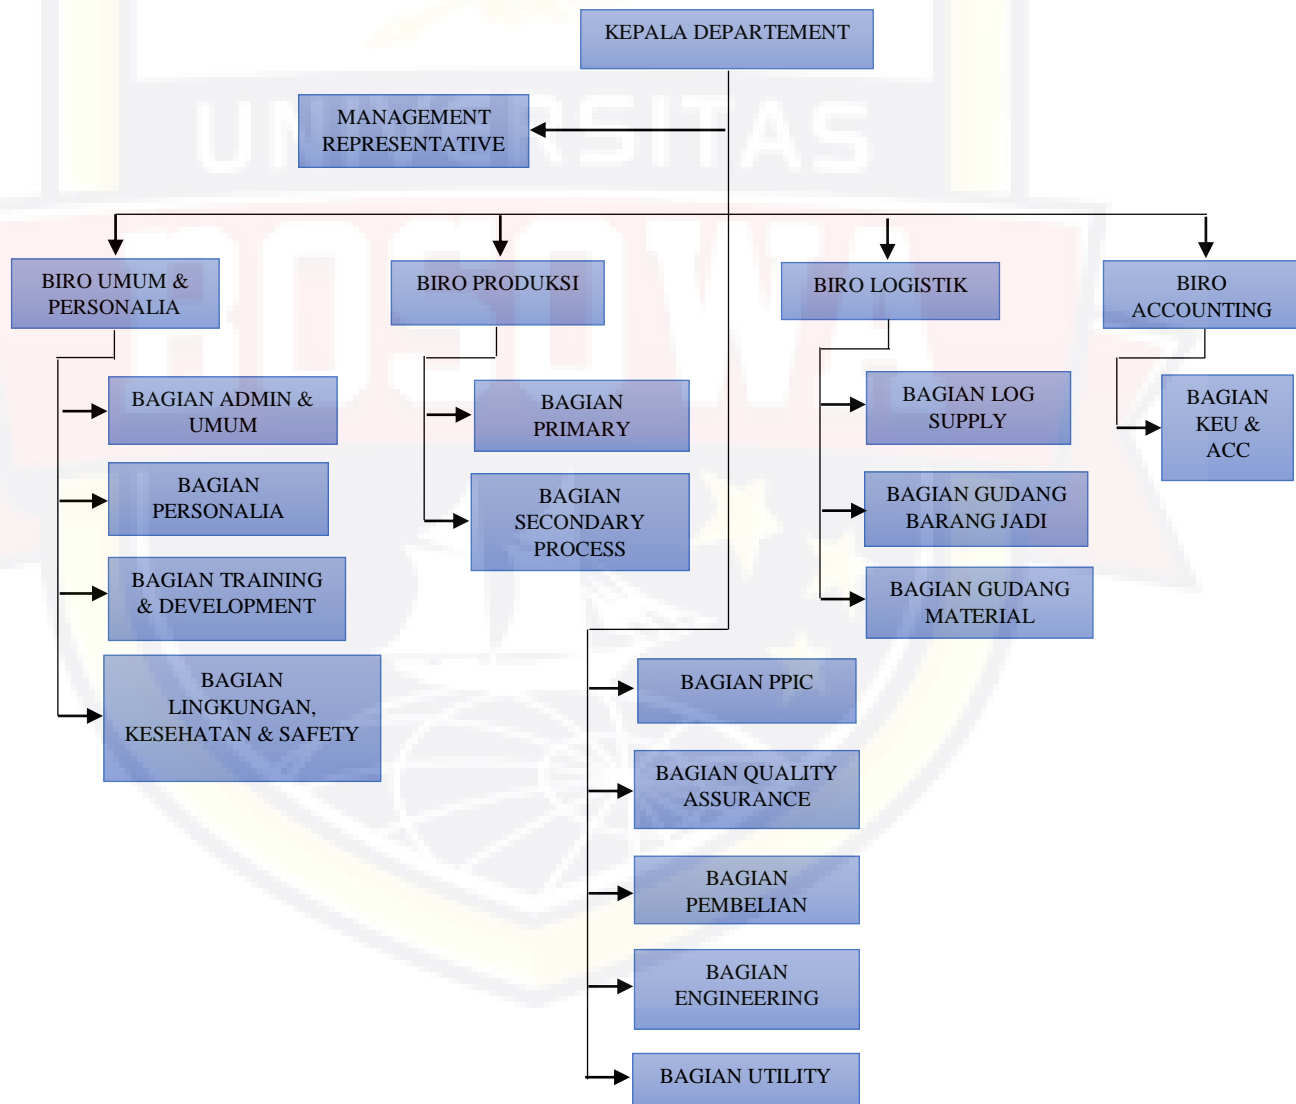 KEPALA DEPARTEMENT
UNIVERSITAS
MANAGEMENT
REPRESENTATIVE
BOSOWA
BIRO UMUM &
PERSONALIA
BIRO PRODUKSI
BIRO LOGISTIK
BIRO
ACCOUNTING
BAGIAN ADMIN &
UMUM
BAGIAN
PERSONALIA
BAGIAN TRAINING
& DEVELOPMENT
BAGIAN
LINGKUNGAN,
KESEHATAN & SAFETY
BAGIAN
PRIMARY
BAGIAN
SECONDARY
PROCESS
BAGIAN LOG
SUPPLY
BAGIAN GUDANG
BARANG JADI
BAGIAN GUDANG
MATERIAL
BAGIAN
KEU &
ACC
BAGIAN PPIC
BAGIAN QUALITY
ASSURANCE
BAGIAN
PEMBELIAN
BAGIAN
ENGINEERING
BAGIAN UTILITY